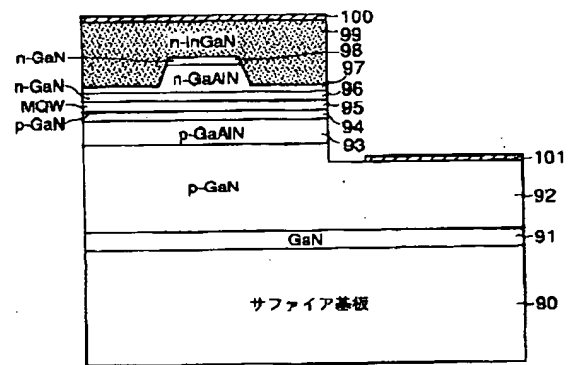 100
n-InGaN
99
n-GaN
98
n-GaAlN
97
n-GaN
96
MQW
95
p-GaN
94
p-GaAlN
93
101
p-GaN
92
GaN
91
サファイア基板
90